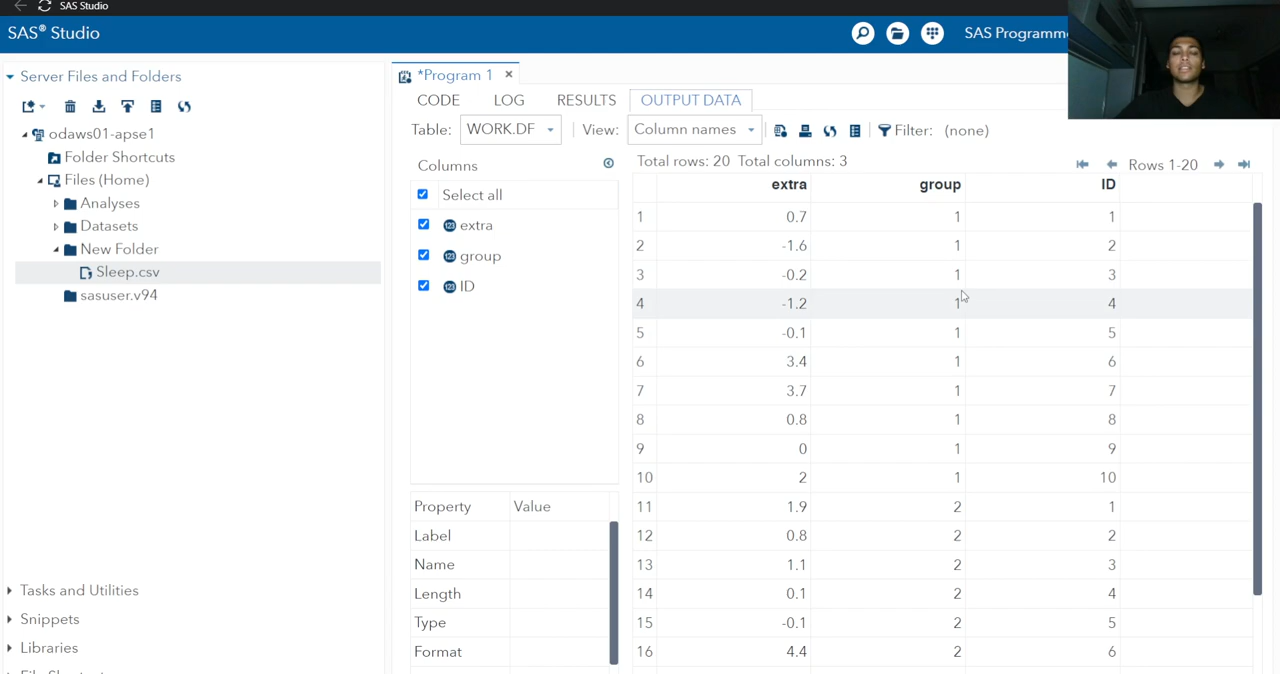 SAS Studio
SAS® Studio
SAS Programm
Server Files and Folders
odaws01-apse1
Folder Shortcuts
Files (Home)
Analyses
Datasets
New Folder
Sleep.csv
sasuser.v94
Tasks and Utilities
Snippets
Libraries
*Program 1 ×
CODE LOG RESULTS OUTPUT DATA
Table: WORK.DF View: Column names Filter: (none)
Columns
Select all
123 extra
123 group
123 ID
Property Value
Label
Name
Length
Type
Format
Total rows: 20 Total columns: 3 Rows 1-20
extra group ID
1 0.7 1 1
2 -1.6 1 2
3 -0.2 1 3
4 -1.2 1 4
5 -0.1 1 5
6 3.4 1 6
7 3.7 1 7
8 0.8 1 8
9 0 1 9
10 2 1 10
11 1.9 2 1
12 0.8 2 2
13 1.1 2 3
14 0.1 2 4
15 -0.1 2 5
16 4.4 2 6